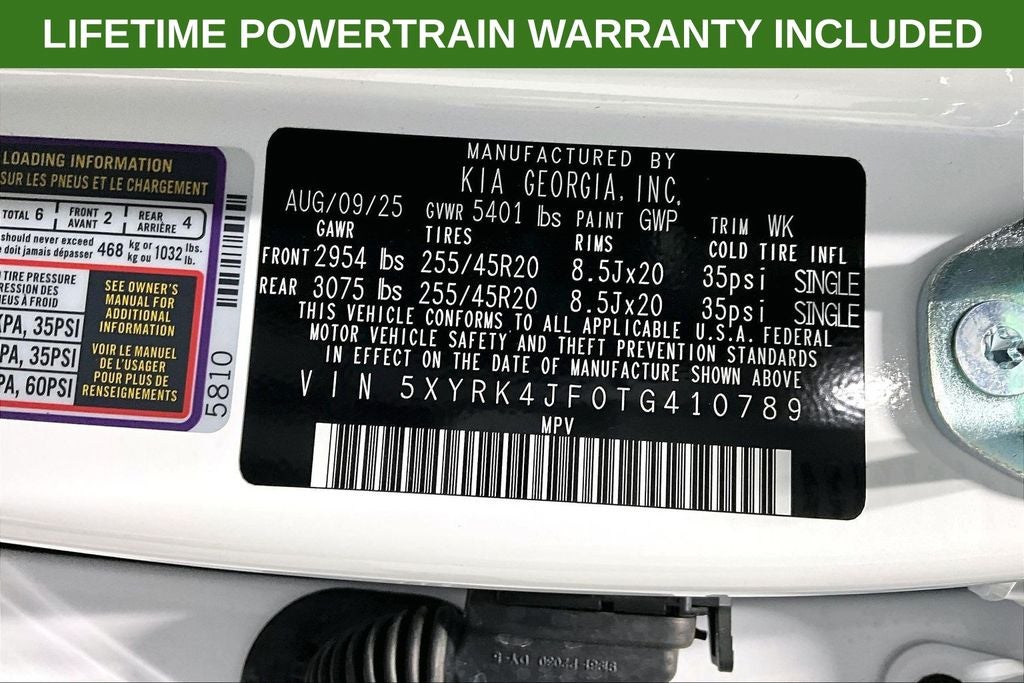 LIFETIME POWERTRAIN WARRANTY INCLUDED
LOADING INFORMATION
SUR LES PNEUS ET LE CHARGEMENT
TOTAL 6 FRONT AVANT 2 REAR ARRIÈRE 4
should never exceed
doit jamais dépasser 468 kg or kg ou 1032 lbs. lb.
TIRE PRESSURE
À FROID
KPA, 35PSI
PA, 35PSI
PA, 60PSI
SEE OWNER'S
MANUAL FOR
ADDITIONAL
INFORMATION
VOIR LE MANUEL
DE L'USAGER
POUR PLUS DE
RENSEIGNEMENTS
5810
MANUFACTURED BY
KIA GEORGIA, INC.
AUG/09/25 GVWR 5401 lbs PAINT GWP TRIM WK
GAWR TIRES RIMS COLD TIRE INFL
FRONT 2954 lbs 255/45R20 8.5Jx20 35psi SINGLE
REAR 3075 lbs 255/45R20 8.5Jx20 35psi SINGLE
THIS VEHICLE CONFORMS TO ALL APPLICABLE U.S.A. FEDERAL
MOTOR VEHICLE SAFETY AND THEFT PREVENTION STANDARDS
IN EFFECT ON THE DATE OF MANUFACTURE SHOWN ABOVE
VIN 5XYRK4JF0TG410789
MPV